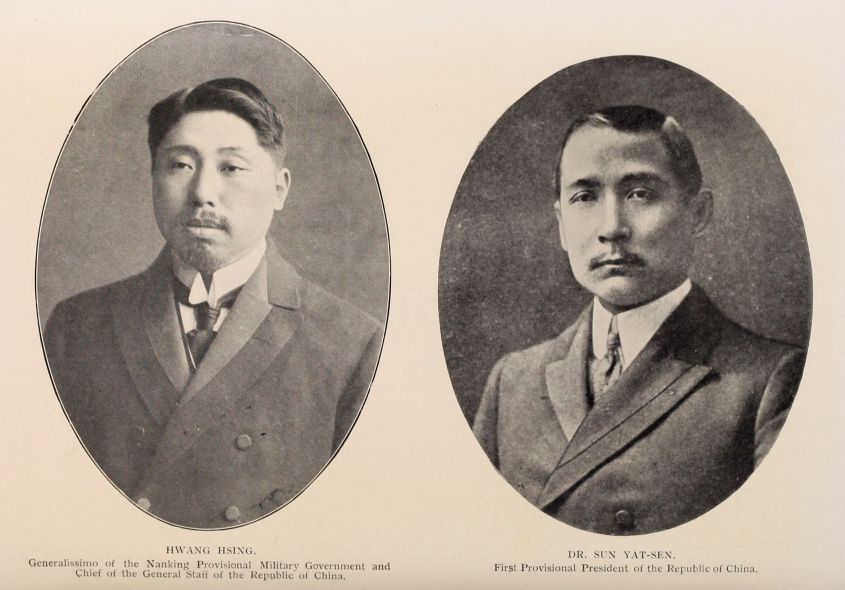 HWANG HSING.
Generalissimo of the Nanking Provisional Military Government and
Chief of the General Staff of the Republic of China.
DR. SUN YAT-SEN.
First Provisional President of the Republic of China.